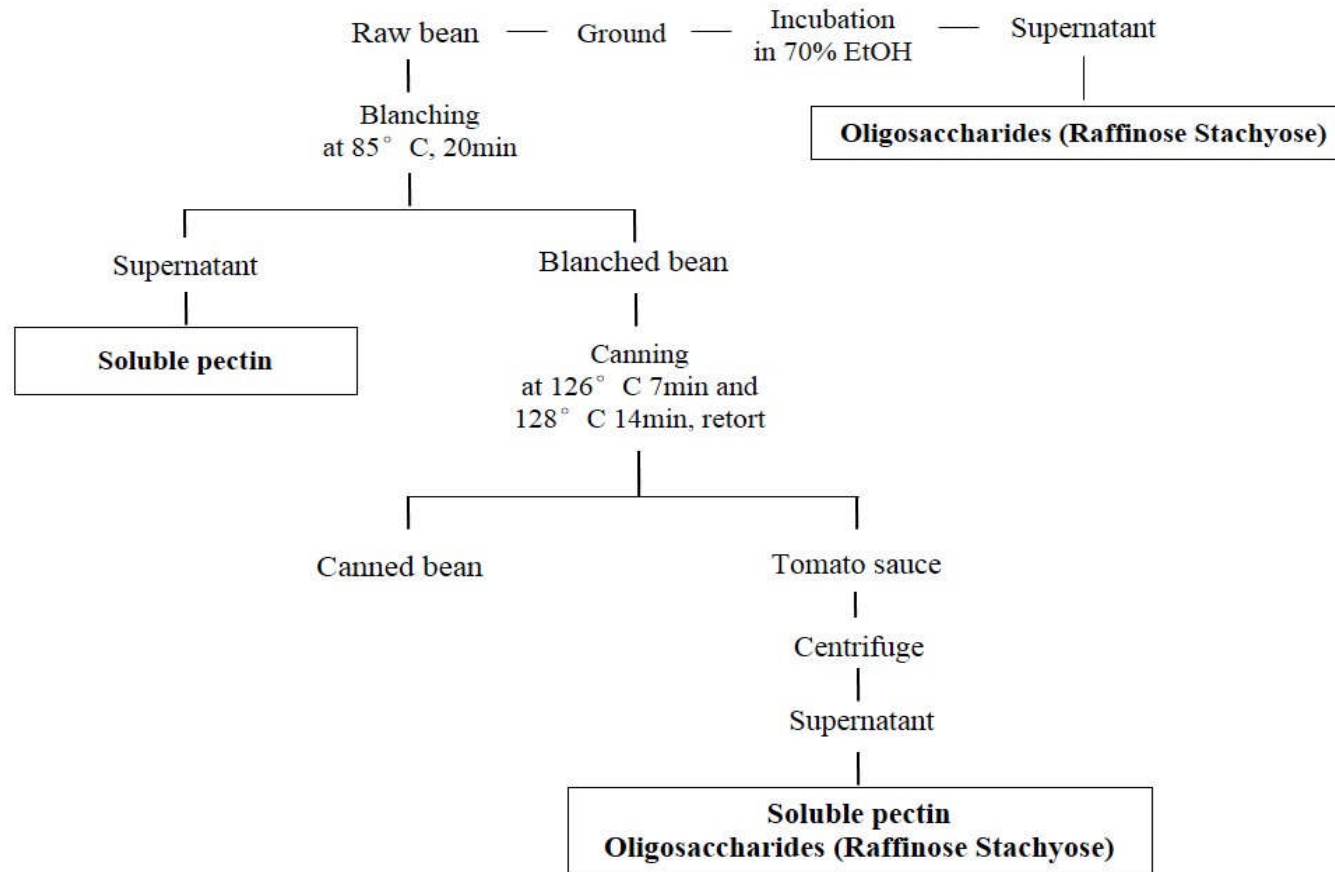 Raw bean
Ground
Incubation
in 70% EtOH
Supernatant
Oligosaccharides (Raffinose Stachyose)
Blanching
at 85° C, 20min
Supernatant
Blanched bean
Soluble pectin
Canning
at 126° C 7min and
128° C 14min, retort
Canned bean
Tomato sauce
Centrifuge
Supernatant
Soluble pectin
Oligosaccharides (Raffinose Stachyose)